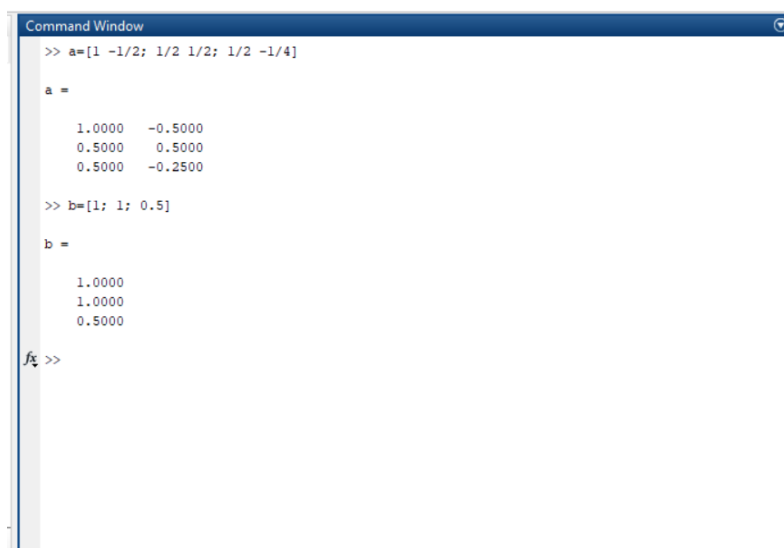 Command Window
>> a=[1 -1/2; 1/2 1/2; 1/2 -1/4]
a =
1.0000 -0.5000
0.5000 0.5000
0.5000 -0.2500
>> b=[1; 1; 0.5]
b =
1.0000
1.0000
0.5000
fx >>